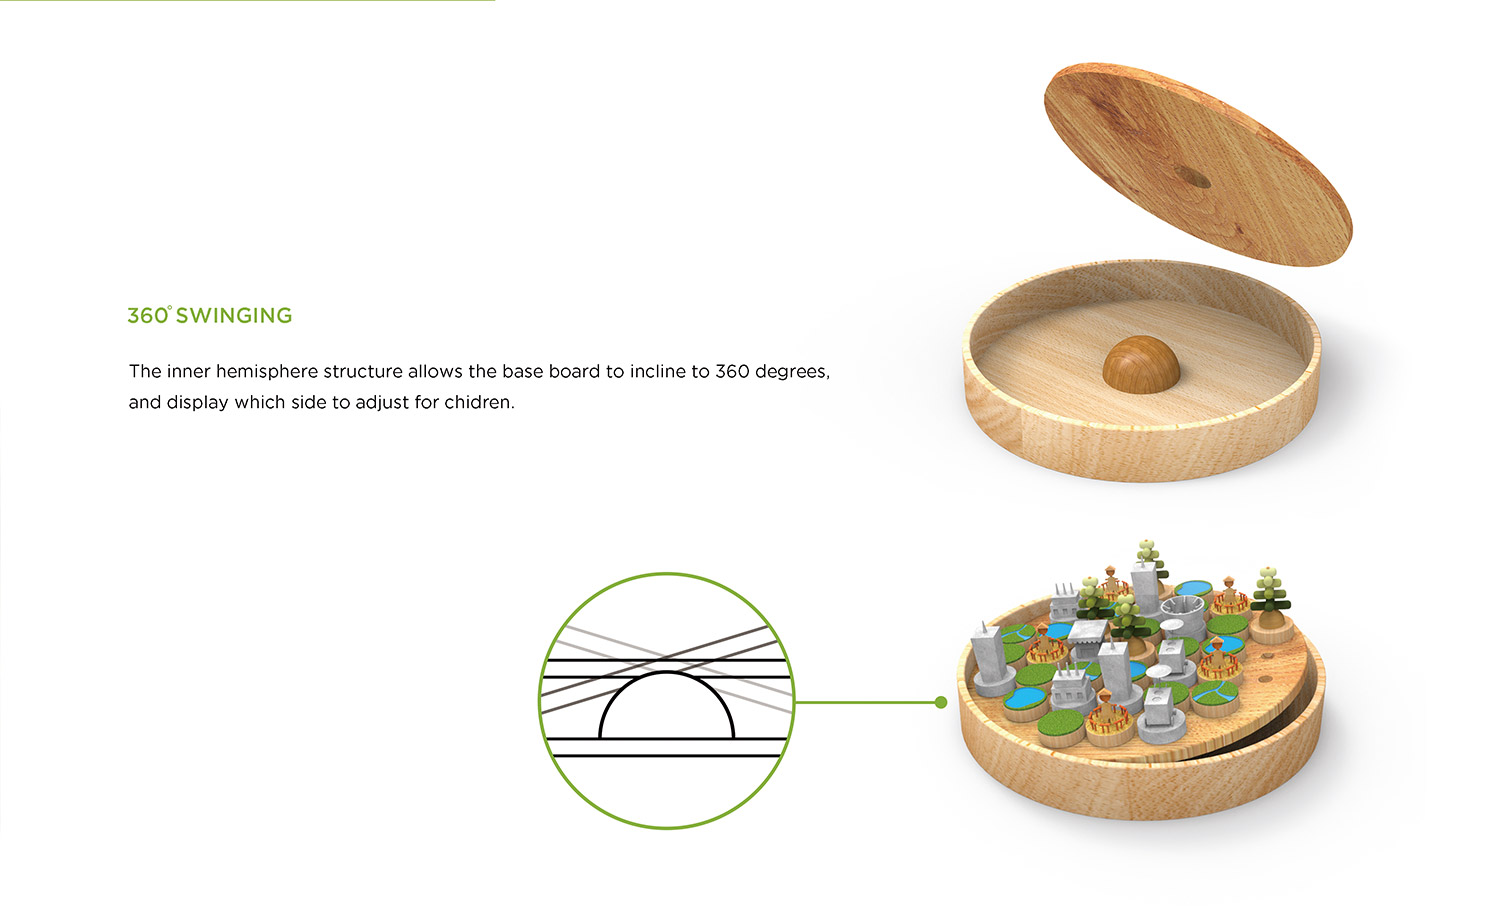 360° SWINGING
The inner hemisphere structure allows the base board to incline to 360 degrees,
and display which side to adjust for chidren.